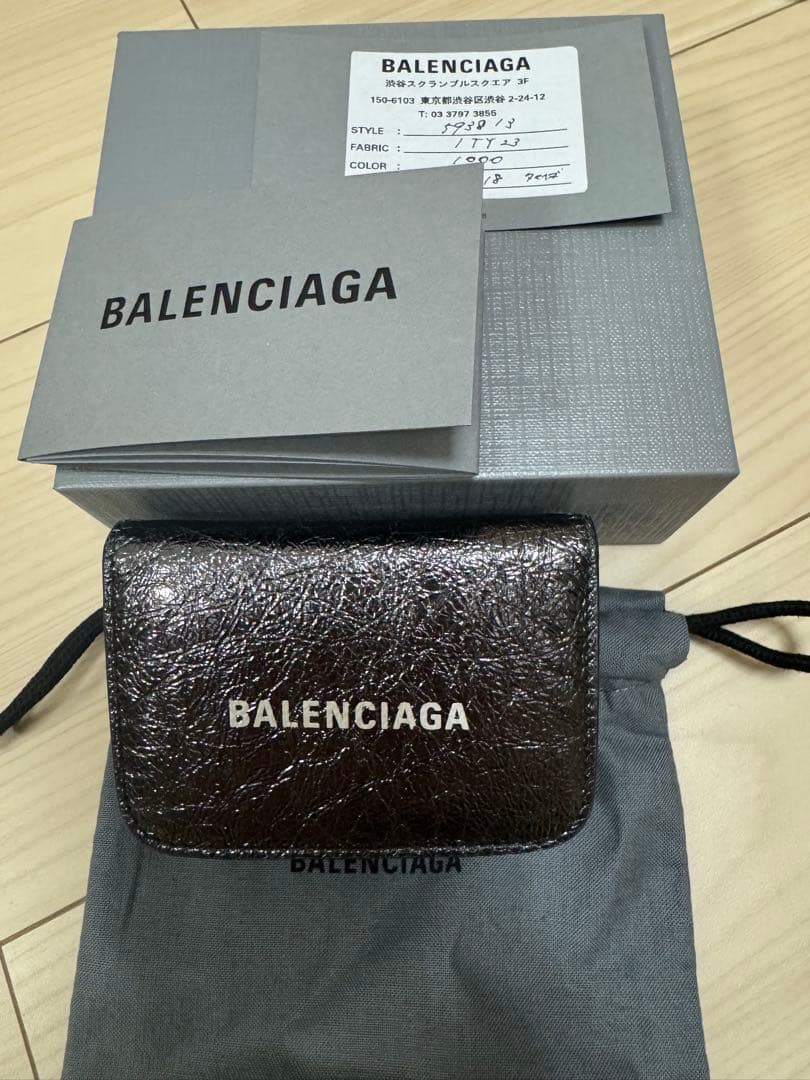 BALENCIAGA
渋谷スクランブルスクエア 3F
150-6103 東京都渋谷区渋谷 2-24-12
T: 03 3797 3855
STYLE : 593813
FABRIC : 1TY23
COLOR : 1000
18
BALENCIAGA
BALENCIAGA
BALENCIAGA